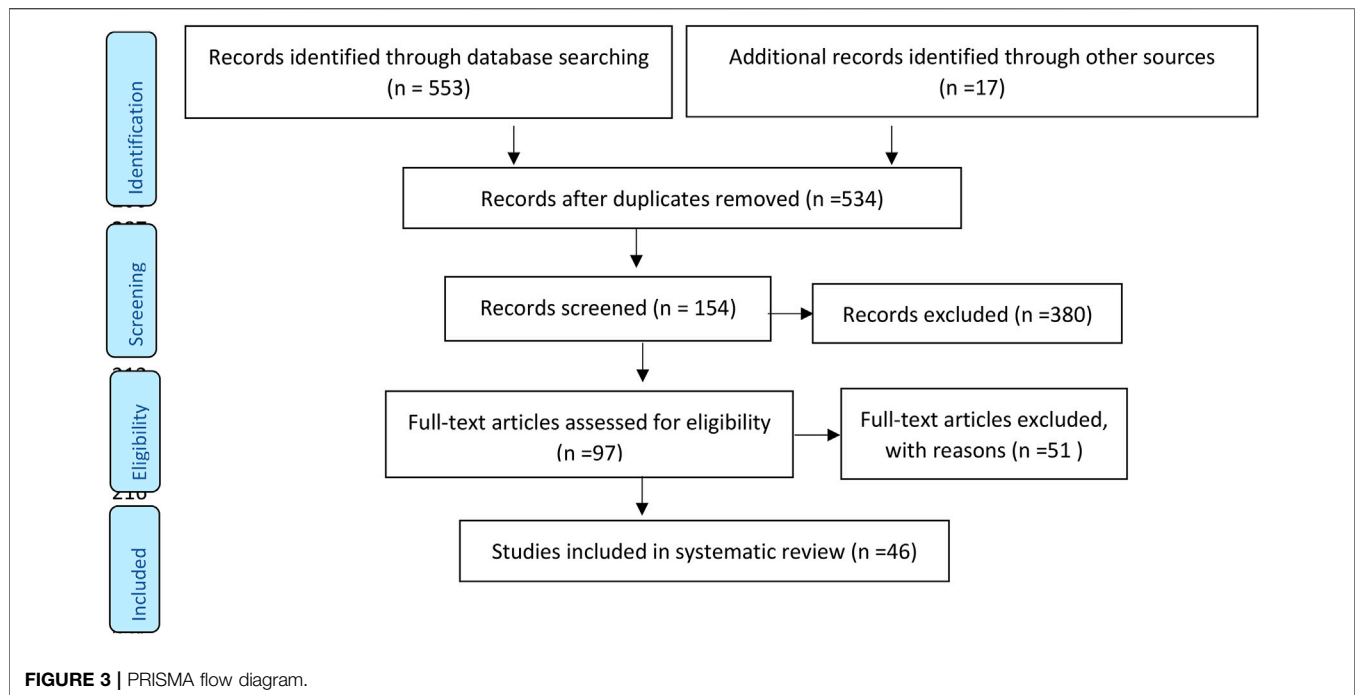 Identification
Records identified through database searching
(n = 553)
Additional records identified through other sources
(n =17)
Records after duplicates removed (n =534)
Screening
Records screened (n = 154)
Records excluded (n =380)
Eligibility
Full-text articles assessed for eligibility
(n =97)
Full-text articles excluded,
with reasons (n =51 )
Included
Studies included in systematic review (n =46)
FIGURE 3 | PRISMA flow diagram.